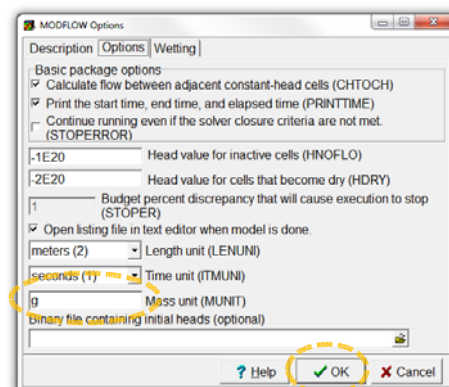 MODFLOW Options
Description Options Wetting
Basic package options
Calculate flow between adjacent constant-head cells (CHTOCH)
Print the start time, end time, and elapsed time (PRINTTIME)
Continue running even if the solver closure criteria are not met.
(STOPERROR)
-1E20 Head value for inactive cells (HNOFLO)
-2E20 Head value for cells that become dry (HDRY)
1 Budget percent discrepancy that will cause execution to stop
(STOPER)
Open listing file in text editor when model is done.
meters (2) Length unit (LENUNI)
seconds (1) Time unit (ITMUNI)
g Mass unit (MUNIT)
Binary file containing initial heads (optional)
? Help OK Cancel